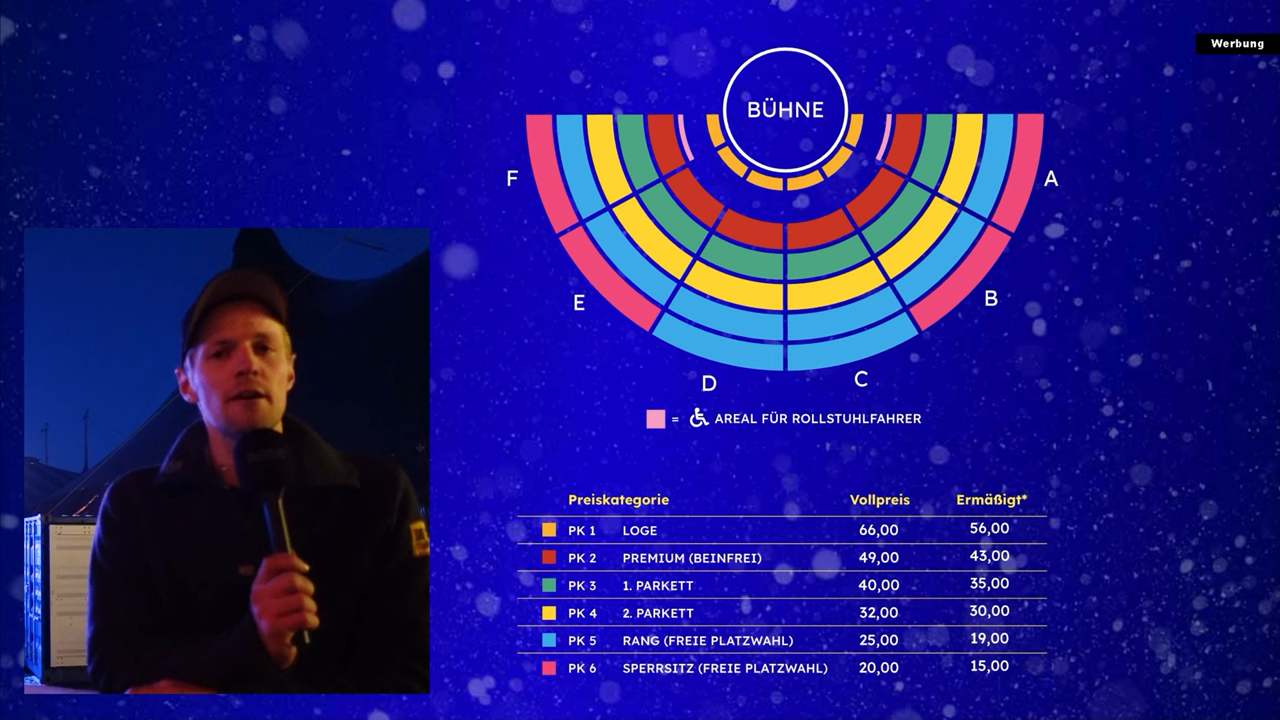 Werbung
BÜHNE
F
A
E
B
D
C
= AREAL FÜR ROLLSTUHLFAHRER
Preiskategorie Vollpreis Ermäßigt*
PK 1 LOGE 66,00 56,00
PK 2 PREMIUM (BEINFREI) 49,00 43,00
PK 3 1. PARKETT 40,00 35,00
PK 4 2. PARKETT 32,00 30,00
PK 5 RANG (FREIE PLATZWAHL) 25,00 19,00
PK 6 SPERRSITZ (FREIE PLATZWAHL) 20,00 15,00